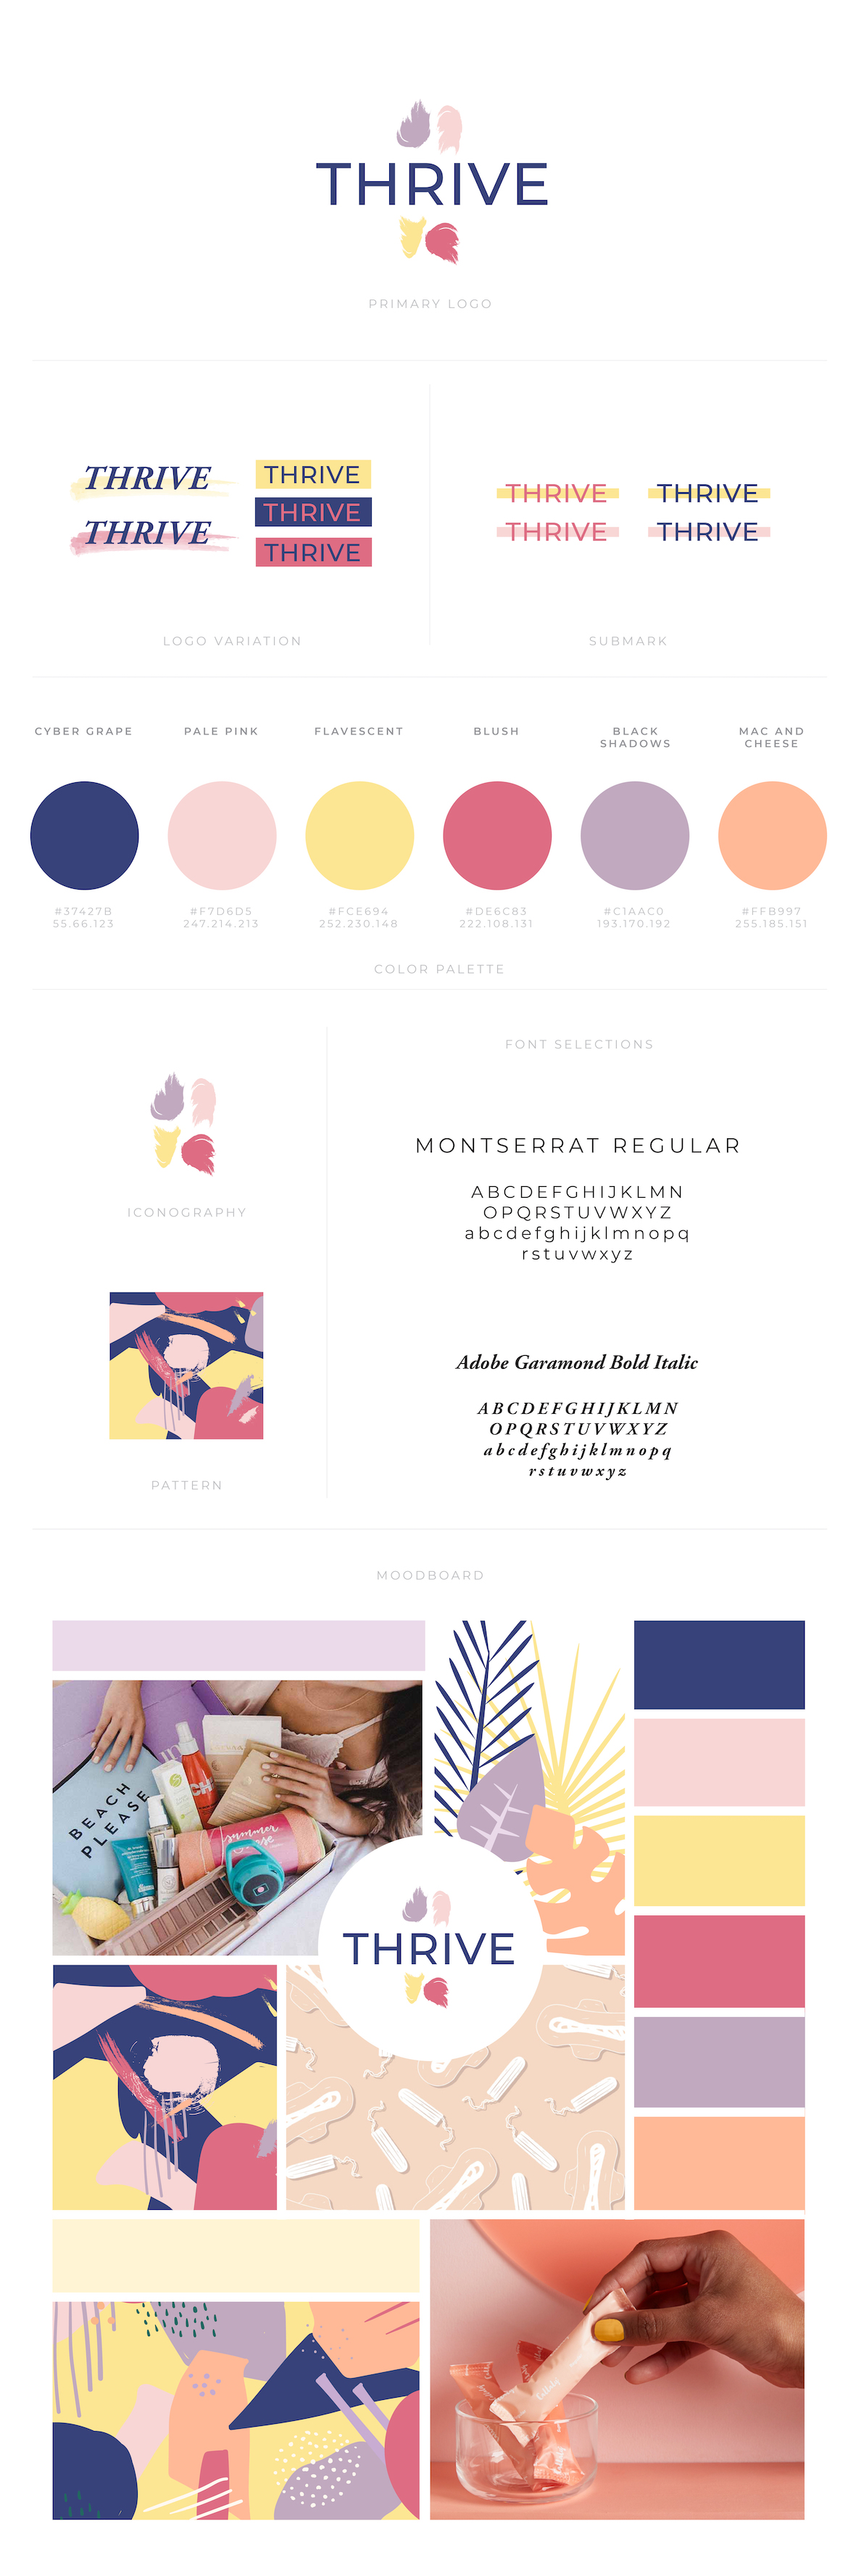 THRIVE
PRIMARY LOGO
THRIVE
THRIVE
THRIVE
THRIVE
THRIVE
LOGO VARIATION
THRIVE
THRIVE
THRIVE
THRIVE
SUBMARK
CYBER GRAPE
PALE PINK
FLAVESCENT
BLUSH
BLACK
SHADOWS
MAC AND
CHEESE
#37427B
55.66.123
#F7D6D5
247.214.213
#FCE694
252.230.148
#DE6C83
222.108.131
#C1AAC0
193.170.192
#FFB997
255.185.151
COLOR PALETTE
ICONOGRAPHY
PATTERN
FONT SELECTIONS
MONTSERRAT REGULAR
ABCDEFGHIJKLMN
OPQRSTUVWXYZ
abcdefghijklmnopq
rstuvwxyz
Adobe Garamond Bold Italic
ABCDEFGHIJKLMN
OPQRSTUVWXYZ
abcdefghijklmnopq
rstuvwxyz
MOODBOARD
BEACH
PLEASE
CHI
summer
THRIVE